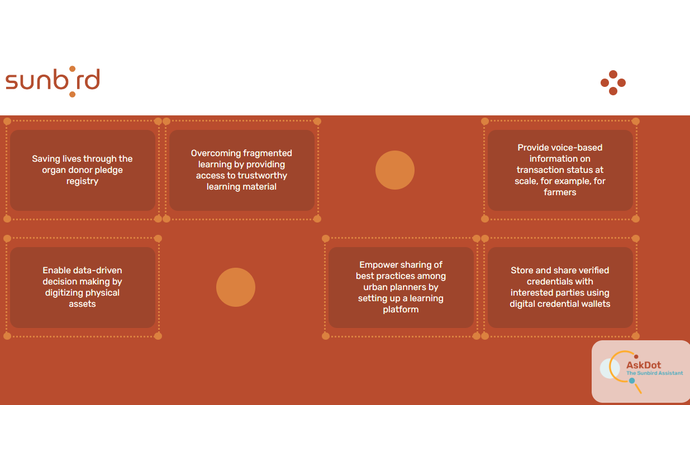 sunbird
Saving lives through the
organ donor pledge
registry
Overcoming fragmented
learning by providing
access to trustworthy
learning material
Provide voice-based
information on
transaction status at
scale, for example, for
farmers
Enable data-driven
decision making by
digitizing physical
assets
Empower sharing of
best practices among
urban planners by
setting up a learning
platform
Store and share verified
credentials with
interested parties using
digital credential wallets
AskDot
The Sunbird Assistant